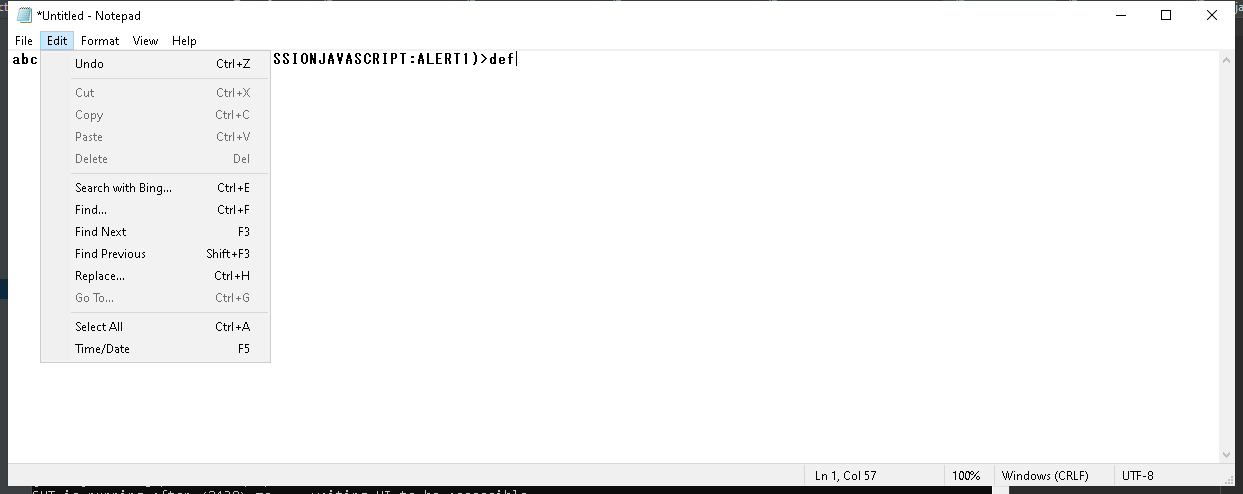 *Untitled - Notepad
File Edit Format View Help
abc SSIONJAVASCRIPT:ALERT1)>def
Undo Ctrl+Z
Cut Ctrl+X
Copy Ctrl+C
Paste Ctrl+V
Delete Del
Search with Bing... Ctrl+E
Find... Ctrl+F
Find Next F3
Find Previous Shift+F3
Replace... Ctrl+H
Go To... Ctrl+G
Select All Ctrl+A
Time/Date F5
Ln 1, Col 57 100% Windows (CRLF) UTF-8